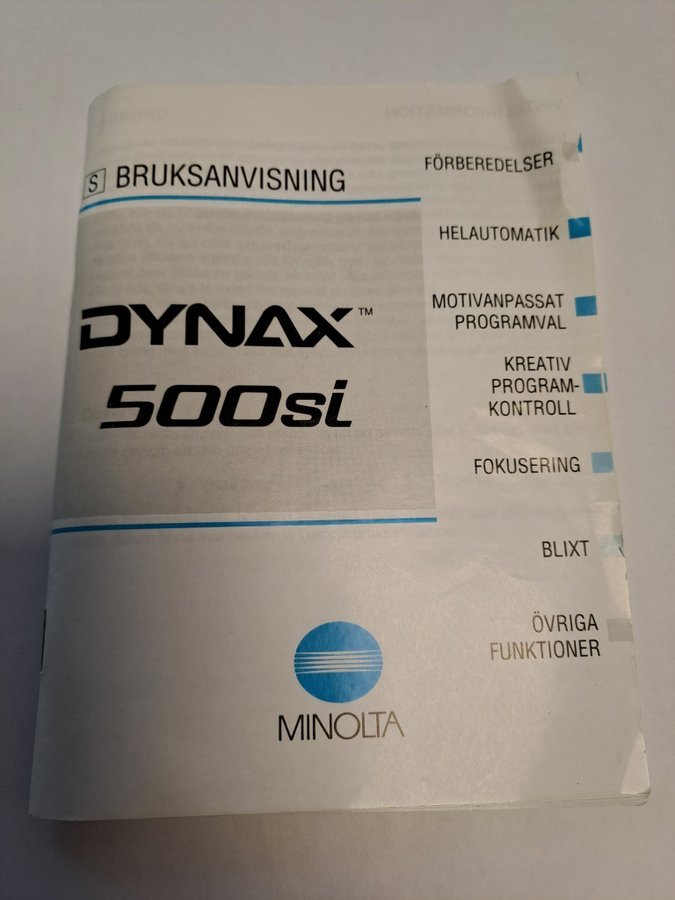 S BRUKSANVISNING
DYNAX™
500si
FÖRBEREDELSER
HELAUTOMATIK
MOTIVANPASSAT
PROGRAMVAL
KREATIV
PROGRAM-
KONTROLL
FOKUSERING
BLIXT
ÖVRIGA
FUNKTIONER
MINOLTA